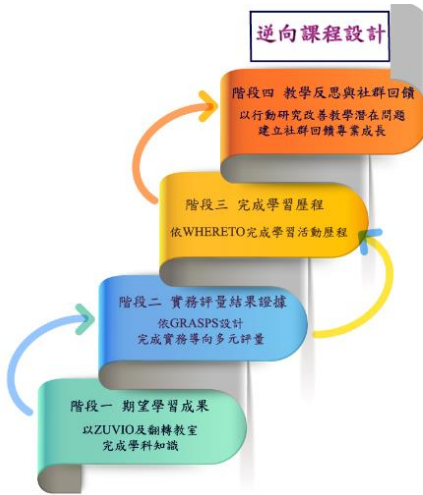 逆向課程設計
階段四 教學反思與社群回饋
以行動研究改善教學潛在問題
建立社群回饋專業成長
階段三 完成學習歷程
依WHERETO完成學習活動歷程
階段二 實務評量結果證據
依GRASPS設計
完成實務導向多元評量
階段一 期望學習成果
以ZUVIO及翻轉教室
完成學科知識